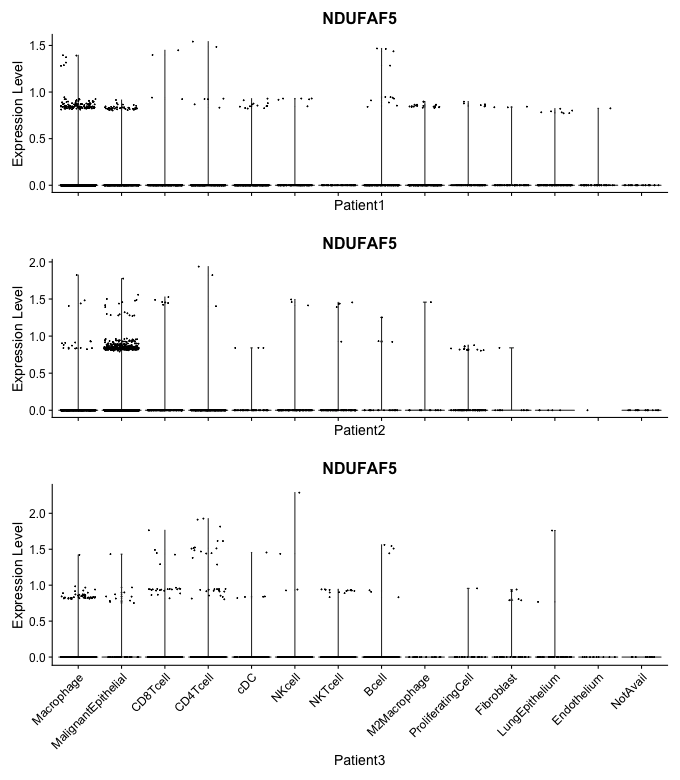 NDUFAF5
Expression Level
1.5
1.0
0.5
0.0
Patient1
NDUFAF5
Expression Level
2.0
1.5
1.0
0.5
0.0
Patient2
NDUFAF5
Expression Level
2.0
1.5
1.0
0.5
0.0
Macrophage
MalignantEpithelial
CD8Tcell
CD4Tcell
cDC
NKcell
NKTcell
Bcell
M2Macrophage
ProliferatingCell
Fibroblast
LungEpithelium
Endothelium
NotAvail
Patient3